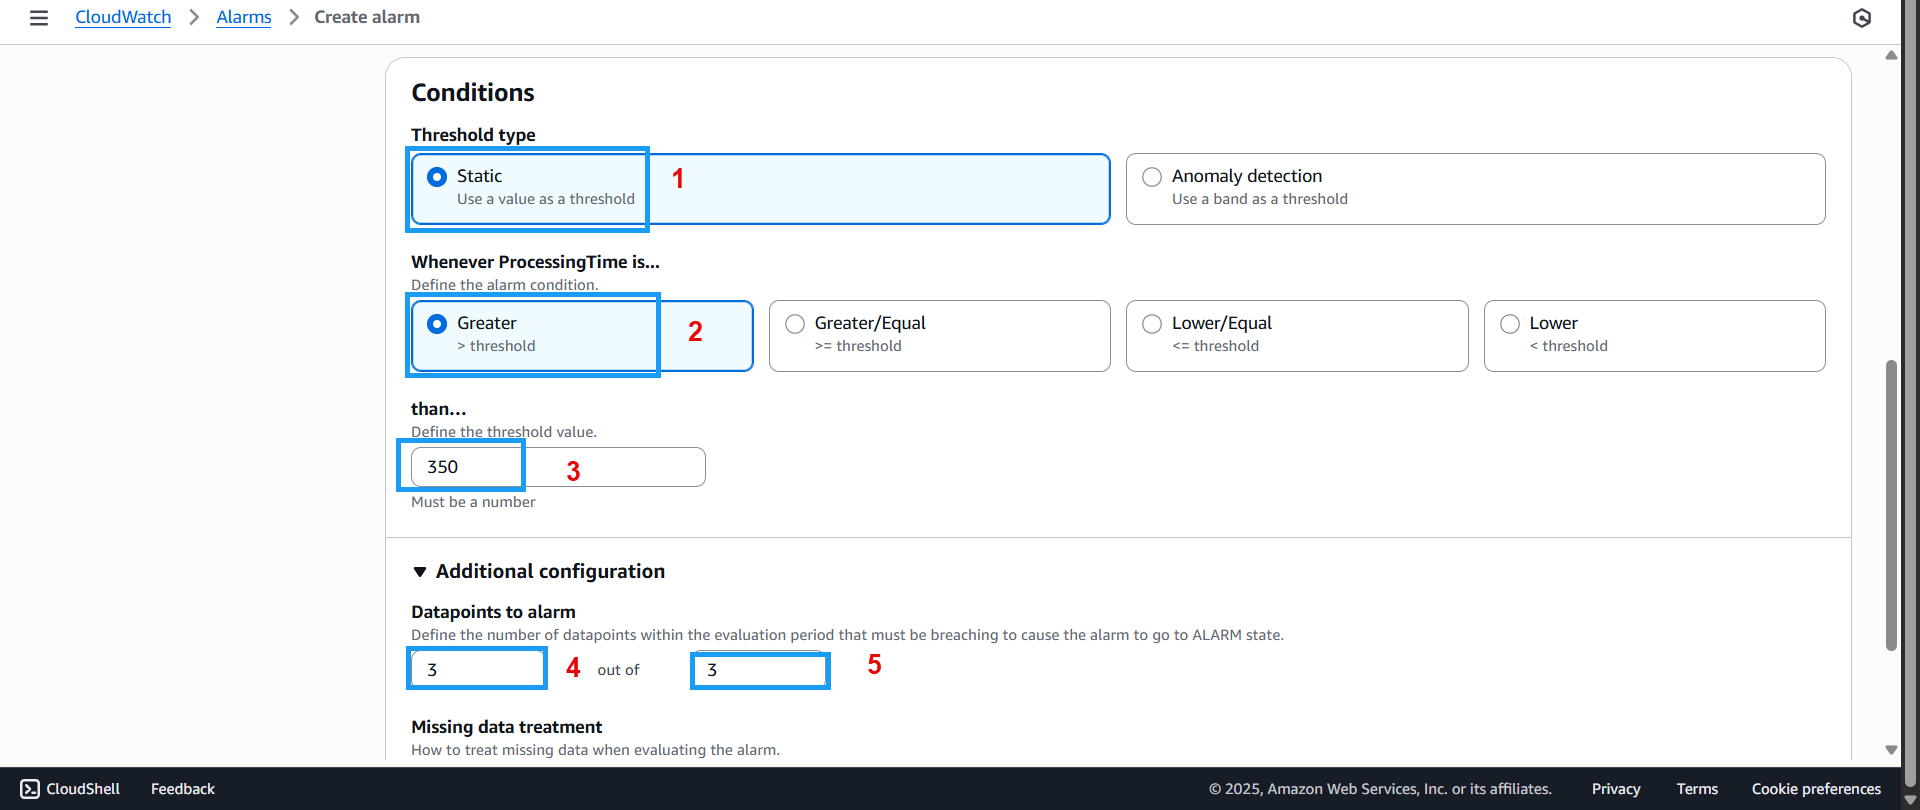 CloudWatch > Alarms > Create alarm
Conditions
Threshold type
Static
Use a value as a threshold
1
Anomaly detection
Use a band as a threshold
Whenever ProcessingTime is...
Define the alarm condition.
Greater
> threshold
2
Greater/Equal
>= threshold
Lower/Equal
<= threshold
Lower
< threshold
than...
Define the threshold value.
350
3
Must be a number
Additional configuration
Datapoints to alarm
Define the number of datapoints within the evaluation period that must be breaching to cause the alarm to go to ALARM state.
3 4 out of 3 5
Missing data treatment
How to treat missing data when evaluating the alarm.
CloudShell Feedback © 2025, Amazon Web Services, Inc. or its affiliates. Privacy Terms Cookie preferences